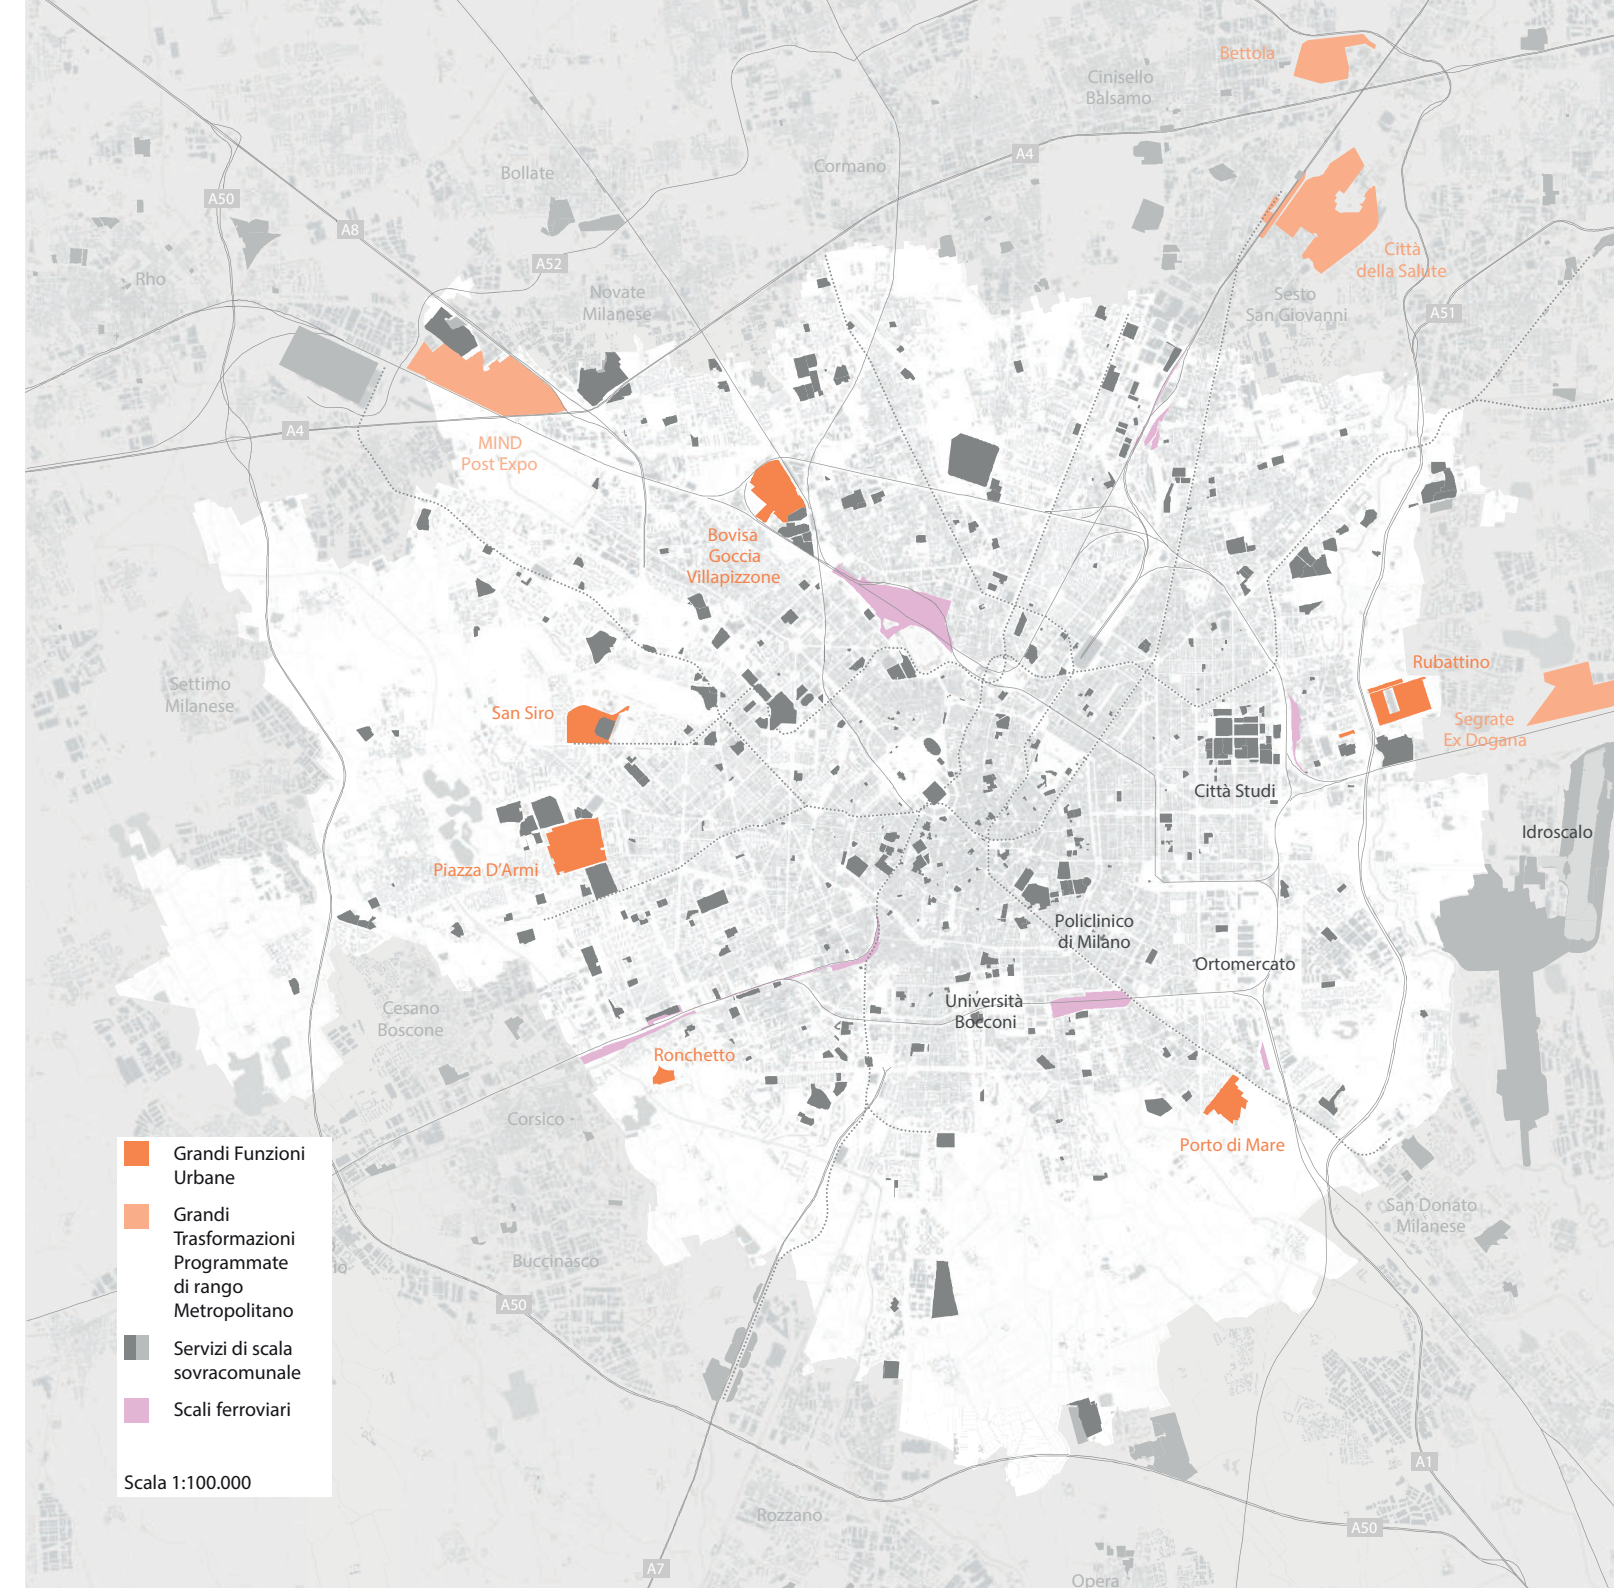 Bettola
Cinisello
Balsamo
A4
Cormano
Bollate
A50
A8
Città
della Salute
A52
Rho
Novate
Milanese
Sesto
San Giovanni
A51
A4
MIND
Post Expo
Bovisa
Goccia
Villapizzone
Rubattino
Settimo
Milanese
San Siro
Segrate
Ex Dogana
Città Studi
Idroscalo
Piazza D'Armi
Policlinico
di Milano
Ortomercato
Cesano
Boscone
Università
Bocconi
Ronchetto
Corsico
Porto di Mare
Grandi Funzioni
Urbane
Grandi
Trasformazioni
Programmate
di rango
Metropolitano
Servizi di scala
sovracomunale
Scali ferroviari
Scala 1:100.000
San Donato
Milanese
Buccinasco
A50
A1
Rozzano
A50
A7
Opera